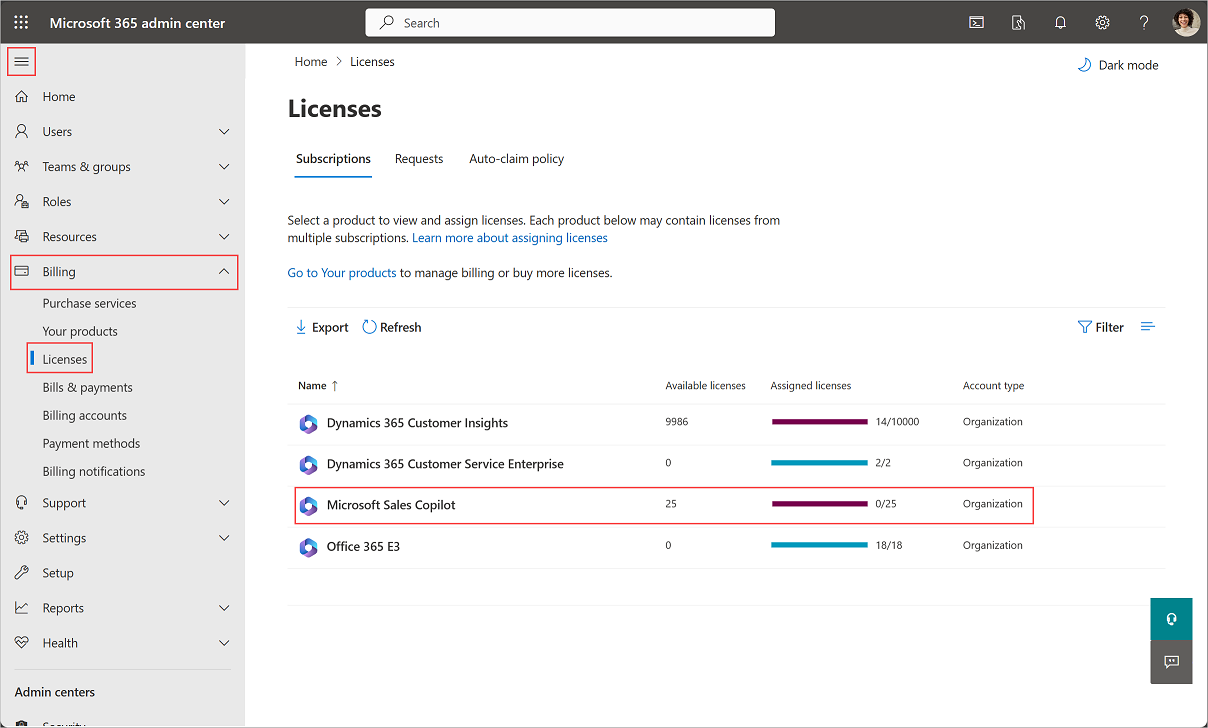 Microsoft 365 admin center
Search
Home
Users
Teams & groups
Roles
Resources
Billing
Purchase services
Your products
Licenses
Bills & payments
Billing accounts
Payment methods
Billing notifications
Support
Settings
Setup
Reports
Health
Admin centers
Security
Home > Licenses
Dark mode
Licenses
Subscriptions Requests Auto-claim policy
Select a product to view and assign licenses. Each product below may contain licenses from
multiple subscriptions. Learn more about assigning licenses
Go to Your products to manage billing or buy more licenses.
Export Refresh Filter
Name ↑ Available licenses Assigned licenses Account type
Dynamics 365 Customer Insights 9986 14/10000 Organization
Dynamics 365 Customer Service Enterprise 0 2/2 Organization
Microsoft Sales Copilot 25 0/25 Organization
Office 365 E3 0 18/18 Organization